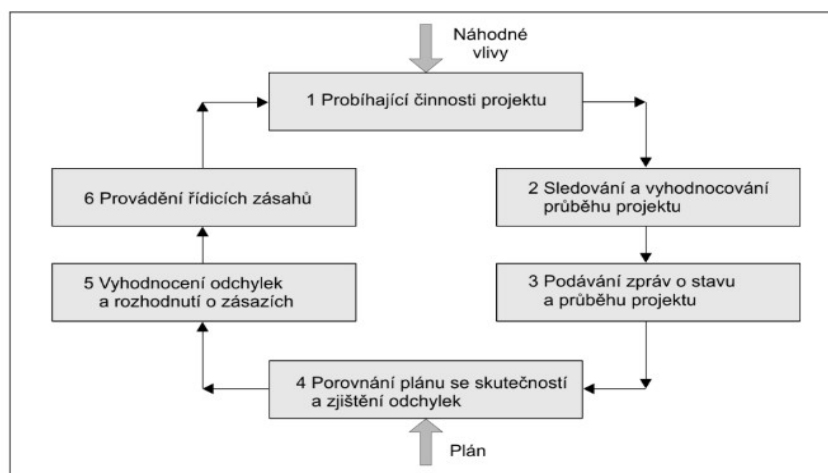 Náhodné
vlivy
1 Probíhající činnosti projektu
2 Sledování a vyhodnocování
průběhu projektu
3 Podávání zpráv o stavu
a průběhu projektu
4 Porovnání plánu se skutečností
a zjištění odchylek
Plán
5 Vyhodnocení odchylek
a rozhodnutí o zásazích
6 Provádění řídicích zásahů